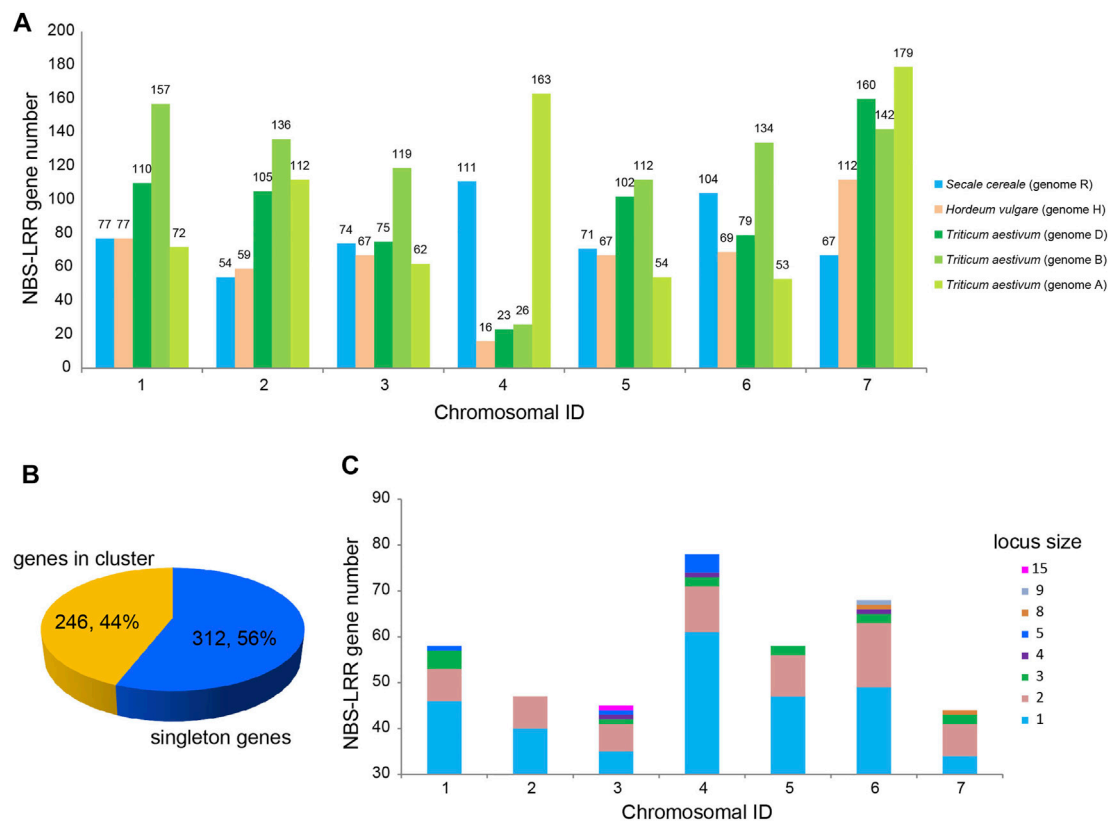 A
NBS-LRR gene number
200
180
160
140
120
100
80
60
40
20
0
77 77 110 157 72
54 59 105 136 112
74 67 75 119 62
111 16 23 26 163
71 67 102 112 54
104 69 79 134 53
67 112 160 142 179
1 2 3 4 5 6 7
Chromosomal ID
Secale cereale (genome R)
Hordeum vulgare (genome H)
Triticum aestivum (genome D)
Triticum aestivum (genome B)
Triticum aestivum (genome A)
B
genes in cluster
246, 44%
312, 56%
singleton genes
C
NBS-LRR gene number
90
80
70
60
50
40
30
1 2 3 4 5 6 7
Chromosomal ID
locus size
15
9
8
5
4
3
2
1